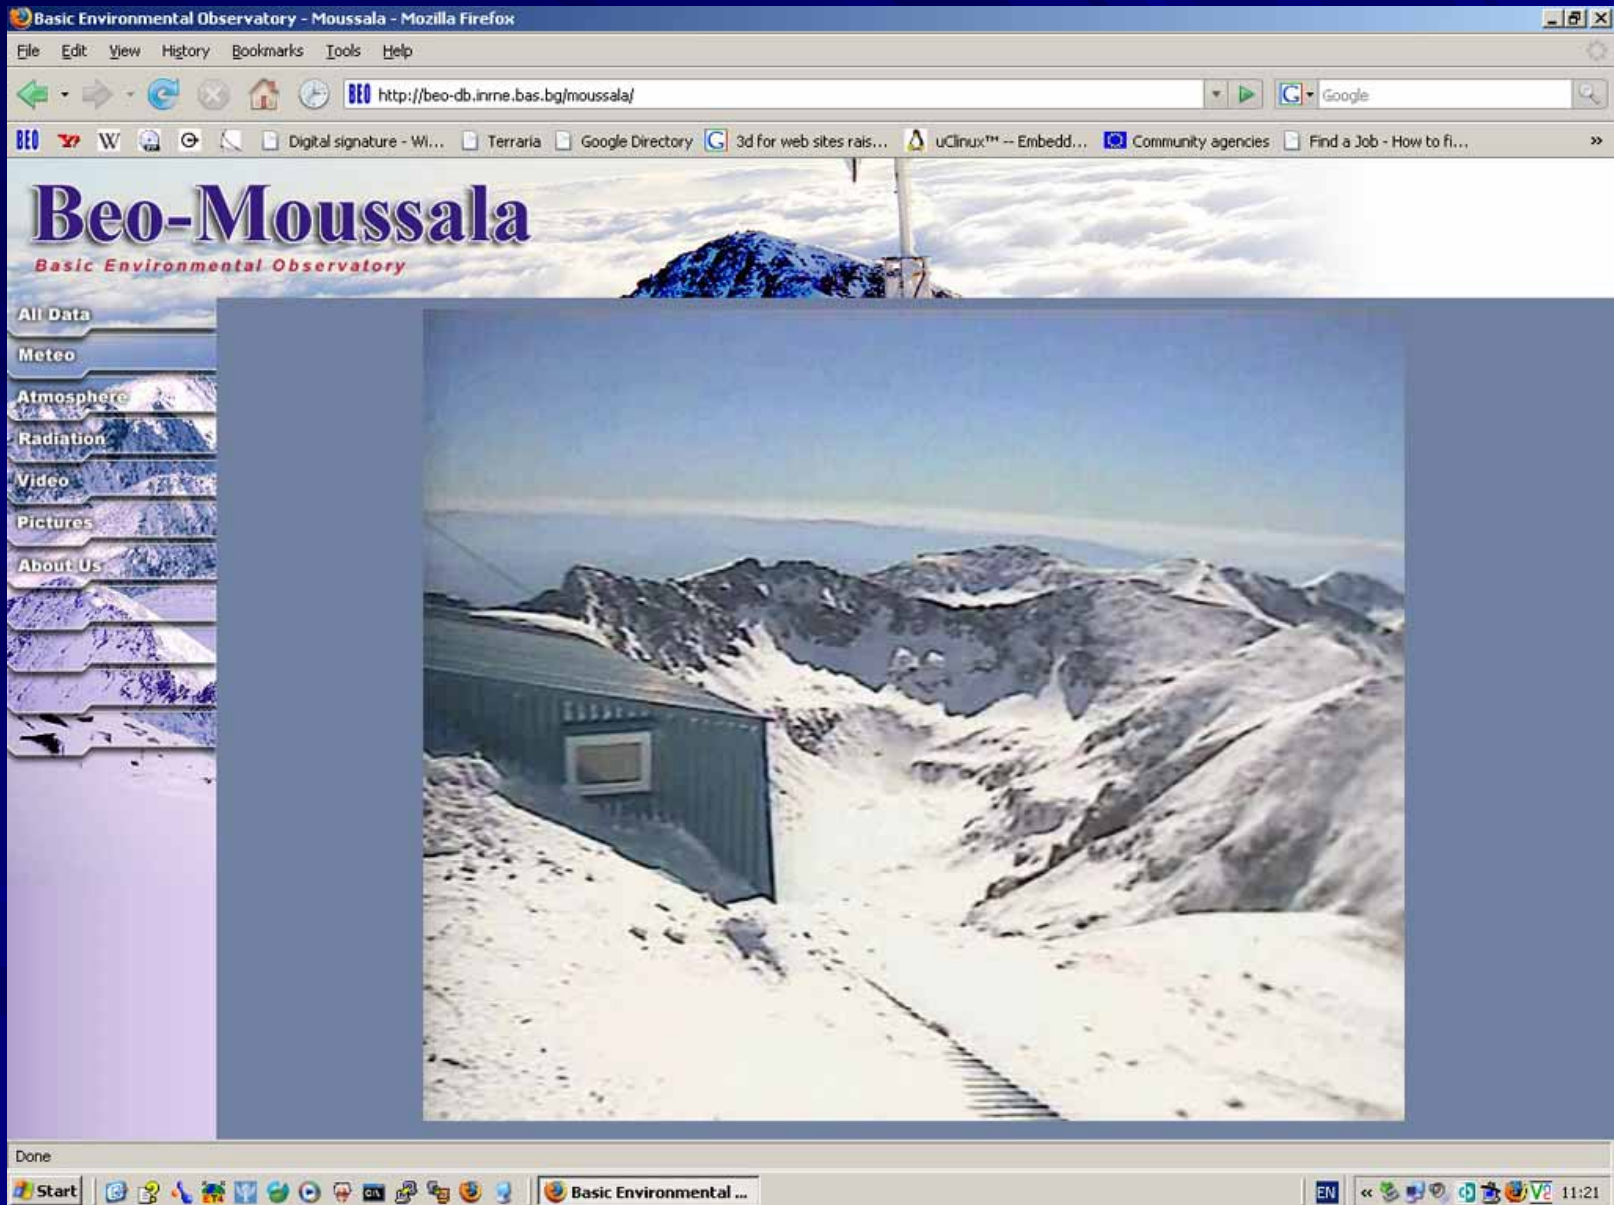 Basic Environmental Observatory - Moussala - Mozilla Firefox
File Edit View History Bookmarks Tools Help
BEO http://beo-db.inrne.bas.bg/moussala/ G Google
BEO Y! W Digital signature - Wi... Terraria Google Directory G 3d for web sites rais... uClinux™ -- Embedd... Community agencies Find a Job - How to fi... »
Beo-Moussala
Basic Environmental Observatory
All Data
Meteo
Atmosphere
Radiation
Video
Pictures
About Us
Done
Start Basic Environmental ... EN « V2 11:21